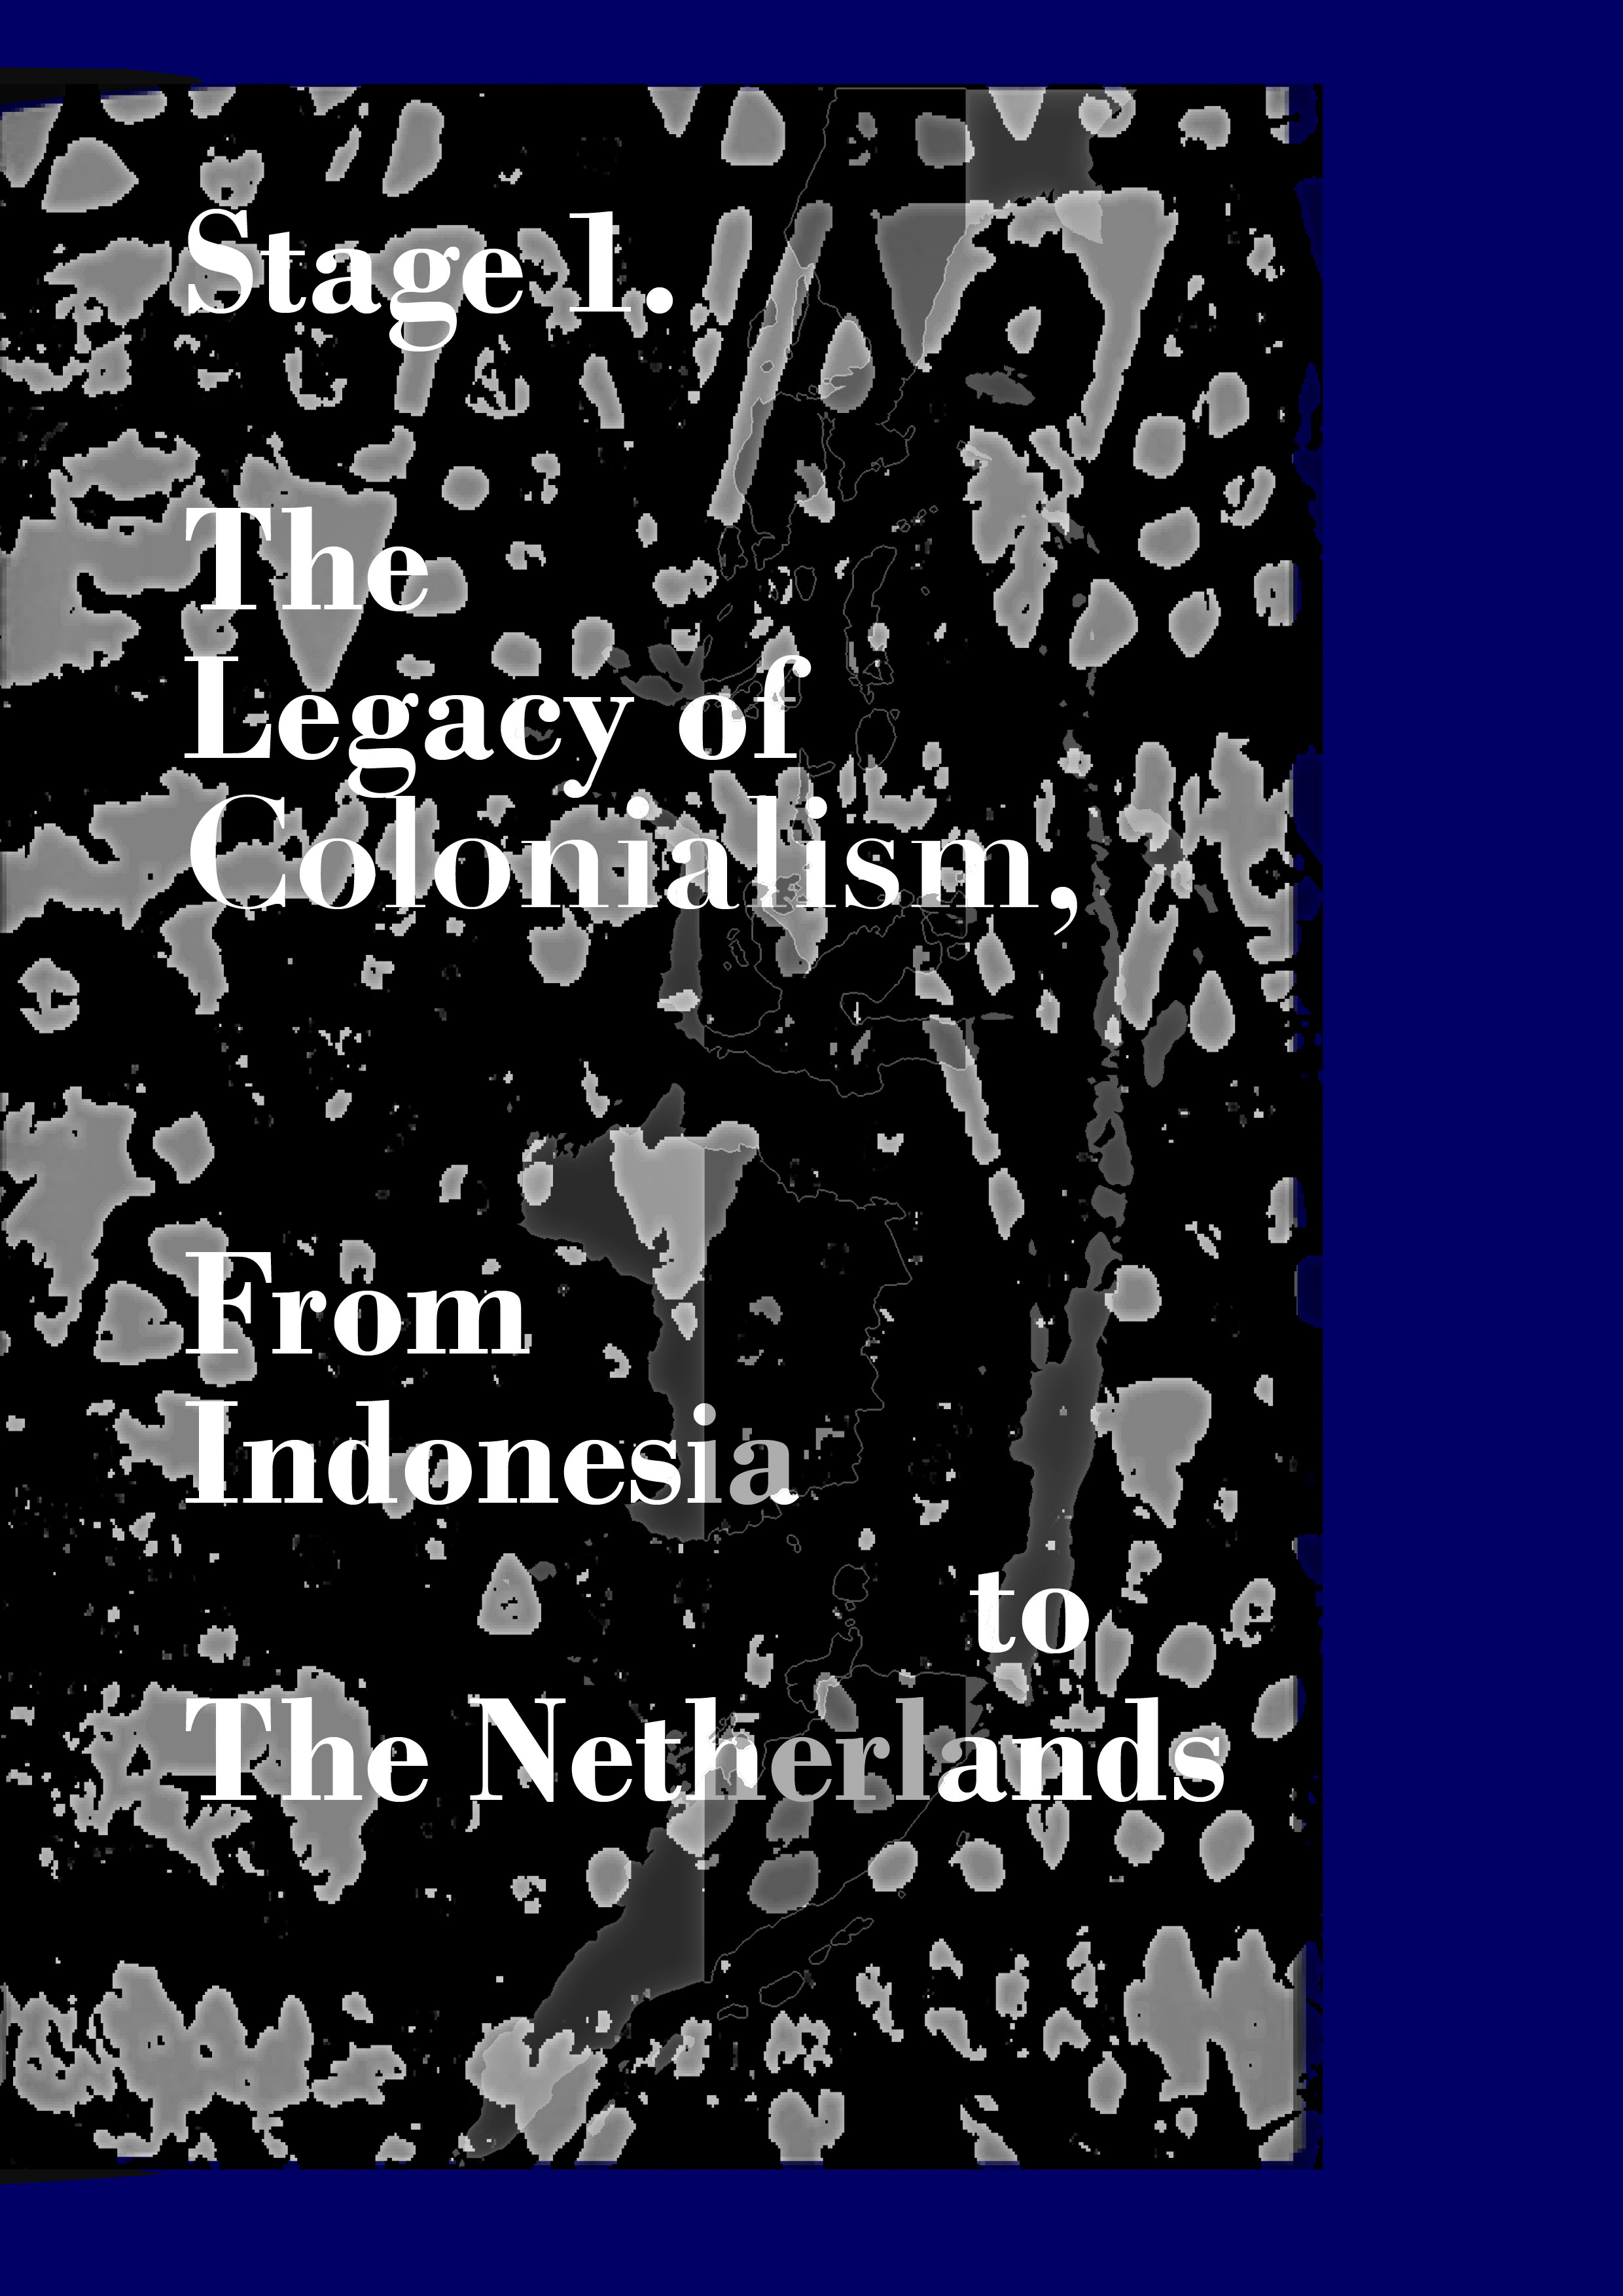 Stage 1.
The
Legacy of
Colonialism,
From
Indonesia
to
The Netherlands